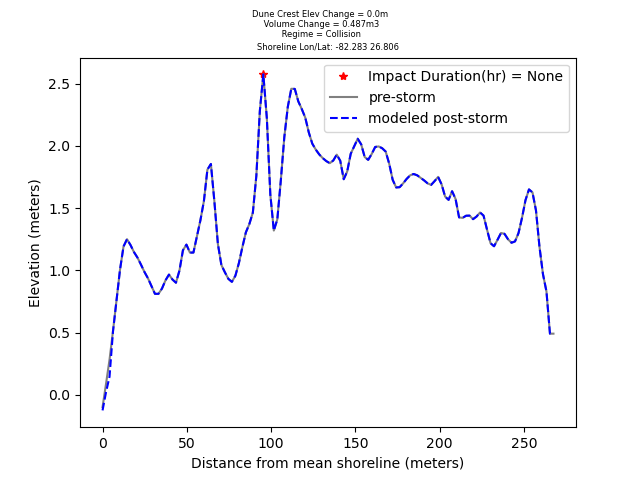 Dune Crest Elev Change = 0.0m
Volume Change = 0.487m3
Regime = Collision
Shoreline Lon/Lat: -82.283 26.806
Impact Duration(hr) = None
pre-storm
modeled post-storm
2.5
2.0
1.5
1.0
0.5
0.0
Elevation (meters)
0 50 100 150 200 250
Distance from mean shoreline (meters)